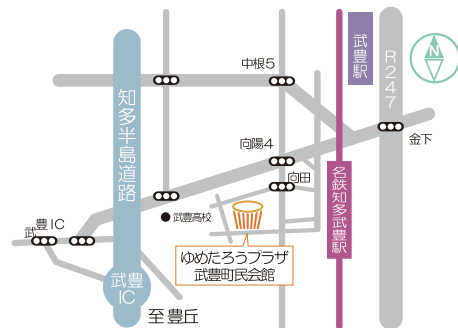 武豊駅
R247
N
中根5
知多半島道路
金下
向陽4
向田
名鉄知多武豊駅
武豊高校
武豊IC
ゆめたろうプラザ
武豊町民会館
武豊
IC
至豊丘